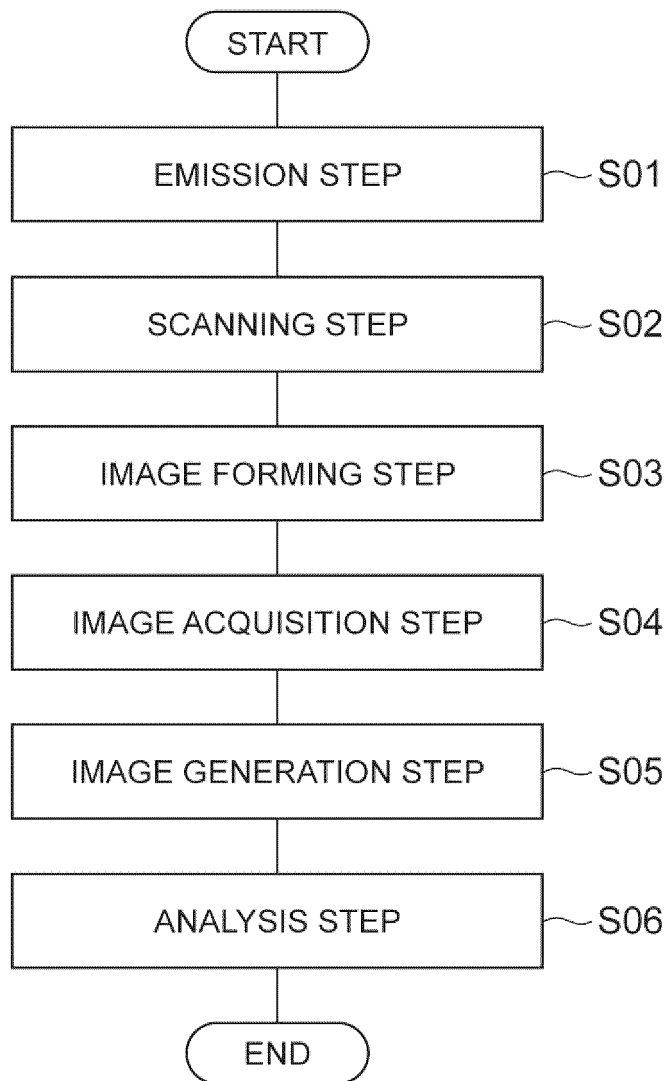 START
EMISSION STEP S01
SCANNING STEP S02
IMAGE FORMING STEP S03
IMAGE ACQUISITION STEP S04
IMAGE GENERATION STEP S05
ANALYSIS STEP S06
END